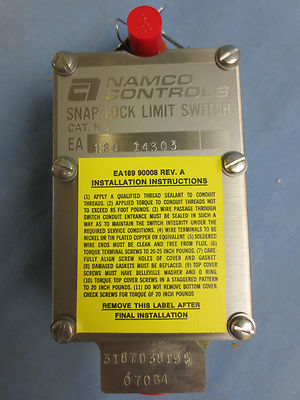 NAMCO
CONTROLS
SNAP-LOCK LIMIT SWITCH
CAT. NO.
EA 180 14303
EA189 90008 REV. A
INSTALLATION INSTRUCTIONS
(1) APPLY A QUALIFIED THREAD SEALANT TO CONDUIT
THREADS. (2) APPLIED TORQUE TO CONDUIT THREADS NOT
TO EXCEED 85 FOOT POUNDS. (3) WIRE PASSAGE THROUGH
SWITCH CONDUIT ENTRANCE MUST BE SEALED IN SUCH A
WAY AS TO MAINTAIN THE SWITCH INTEGRITY UNDER THE
REQUIRED SERVICE CONDITIONS. (4) WIRE TERMINALS TO BE
NICKEL OR TIN PLATED COPPER OR EQUIVALENT (5) SOLDERED
WIRE ENDS MUST BE CLEAN AND FREE FROM FLUX. (6)
TORQUE TERMINAL SCREWS TO 20-25 INCH POUNDS. (7) CARE-
FULLY ALIGN SCREW HOLES OF COVER AND GASKET
(8) DAMAGED GASKETS MUST BE REPLACED. (9) TOP COVER
SCREWS MUST HAVE BELLEVILLE WASHER AND O RING.
(10) TORQUE TOP COVER SCREWS IN A STAGGERED PATTERN
TO 20 INCH POUNDS. (11) DO NOT REMOVE BOTTOM COVER.
CHECK SCREWS FOR TORQUE OF 20 INCH POUNDS
REMOVE THIS LABEL AFTER
FINAL INSTALLATION
3187038195
07064